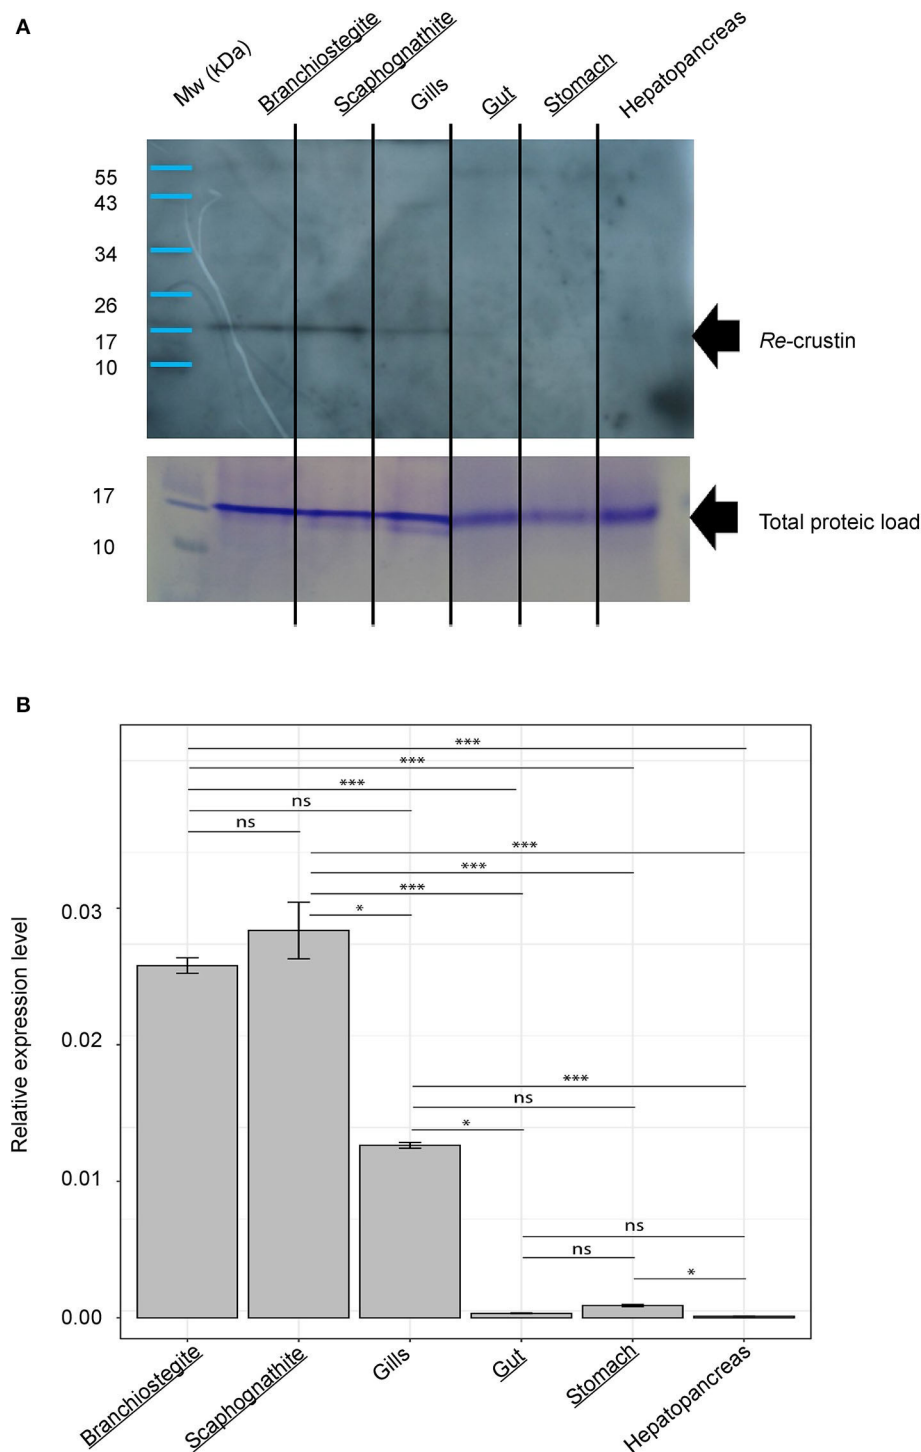 A
Mw (kDa)
Branchiostegite
Scaphognathite
Gills
Gut
Stomach
Hepatopancreas
55
43
34
26
17
10
Re-crustin
17
10
Total proteic load
B
***
***
***
ns
ns
***
***
***
*
***
ns
*
ns
ns
*
Relative expression level
0.03
0.02
0.01
0.00
Branchiostegite
Scaphognathite
Gills
Gut
Stomach
Hepatopancreas